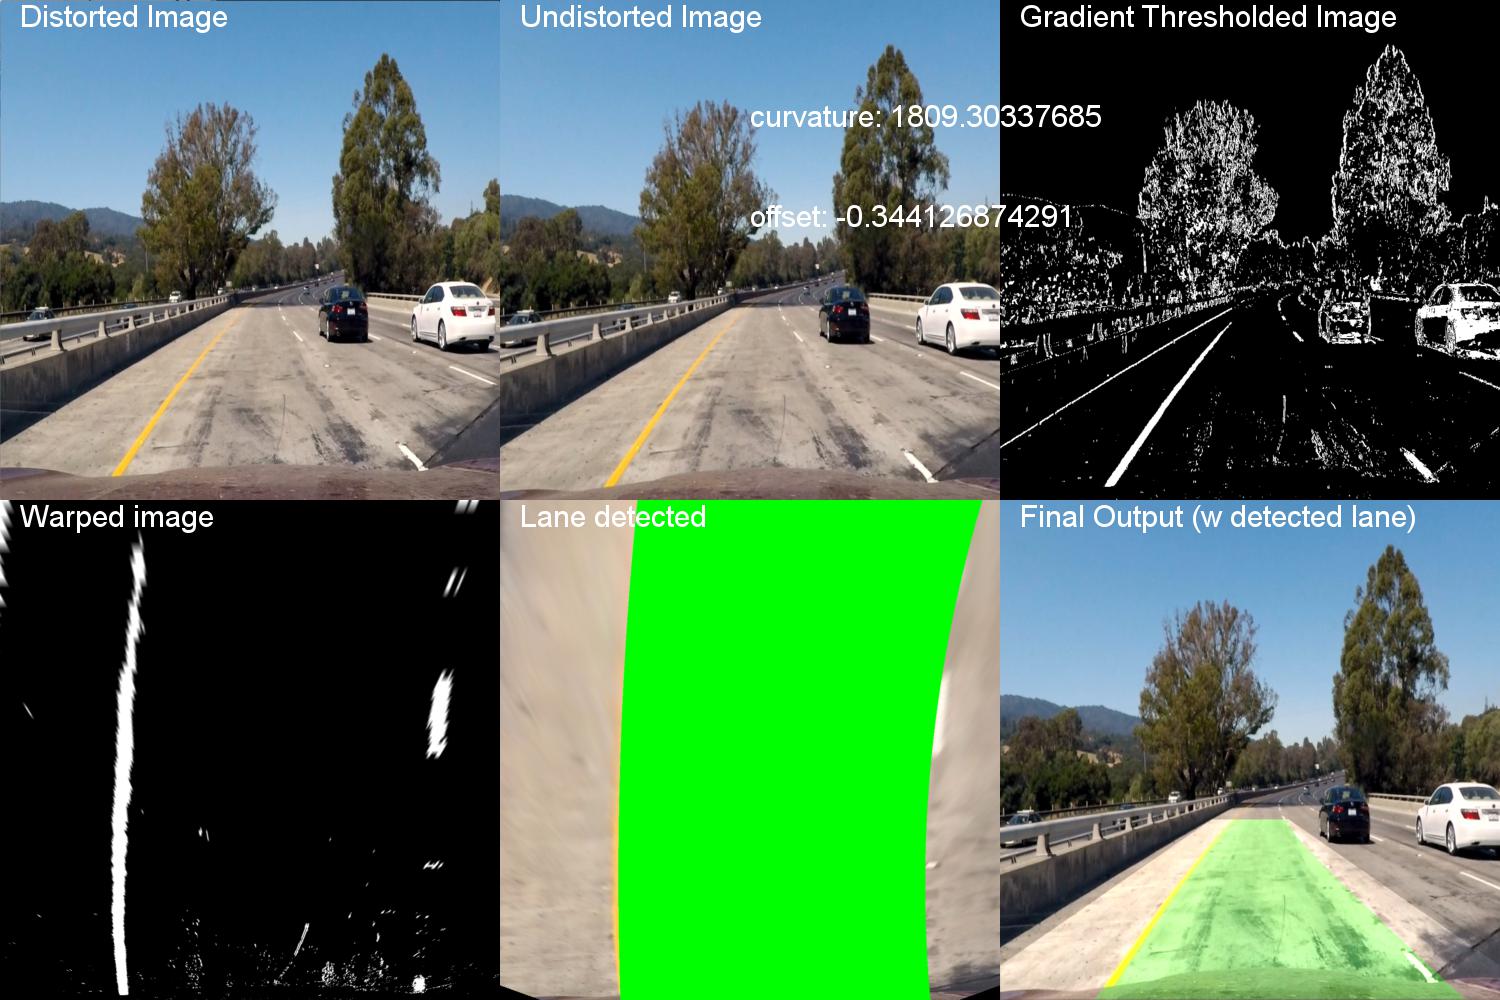 Distorted Image
Undistorted Image
Gradient Thresholded Image
curvature: 1809.30337685
offset: -0.344126874291
Warped image
Lane detected
Final Output (w detected lane)